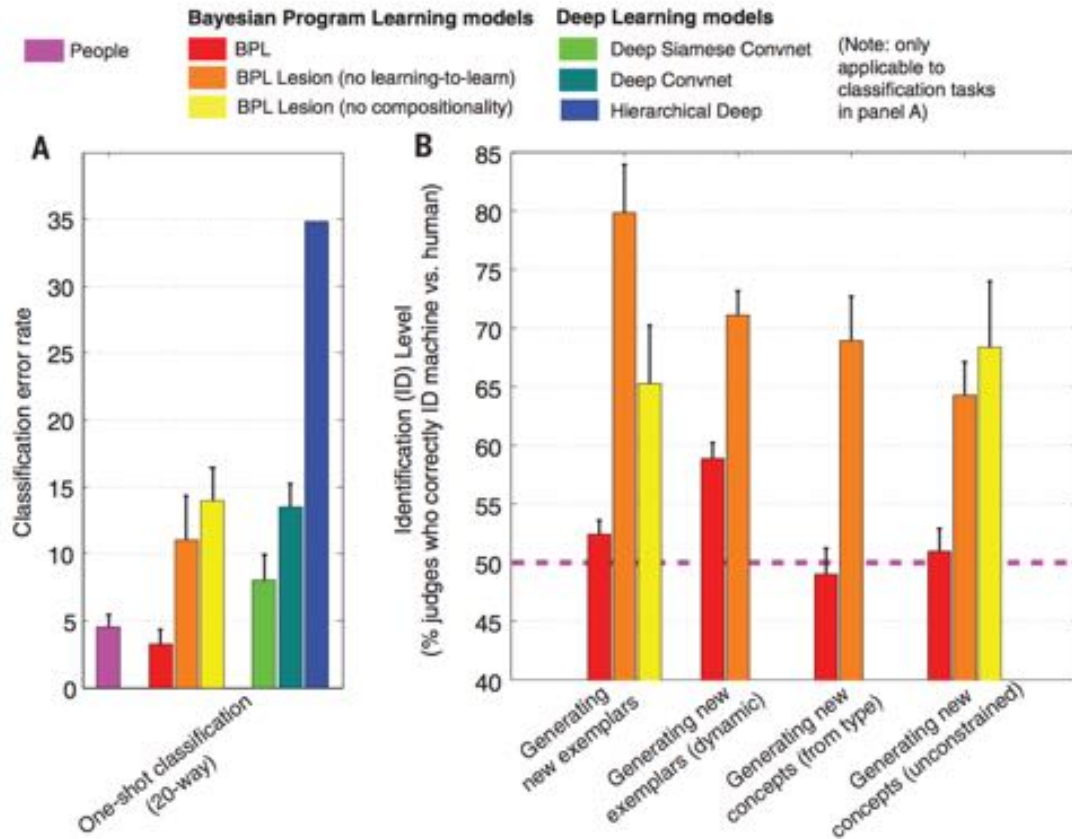 Bayesian Program Learning models
Deep Learning models
People
BPL
BPL Lesion (no learning-to-learn)
BPL Lesion (no compositionality)
Deep Siamese Convnet
Deep Convnet
Hierarchical Deep
(Note: only
applicable to
classification tasks
in panel A)
A
Classification error rate
35
30
25
20
15
10
5
0
One-shot classification
(20-way)
B
Identification (ID) Level
(% judges who correctly ID machine vs. human)
85
80
75
70
65
60
55
50
45
40
Generating
new exemplars
Generating new
exemplars (dynamic)
Generating new
concepts (from type)
Generating new
concepts (unconstrained)